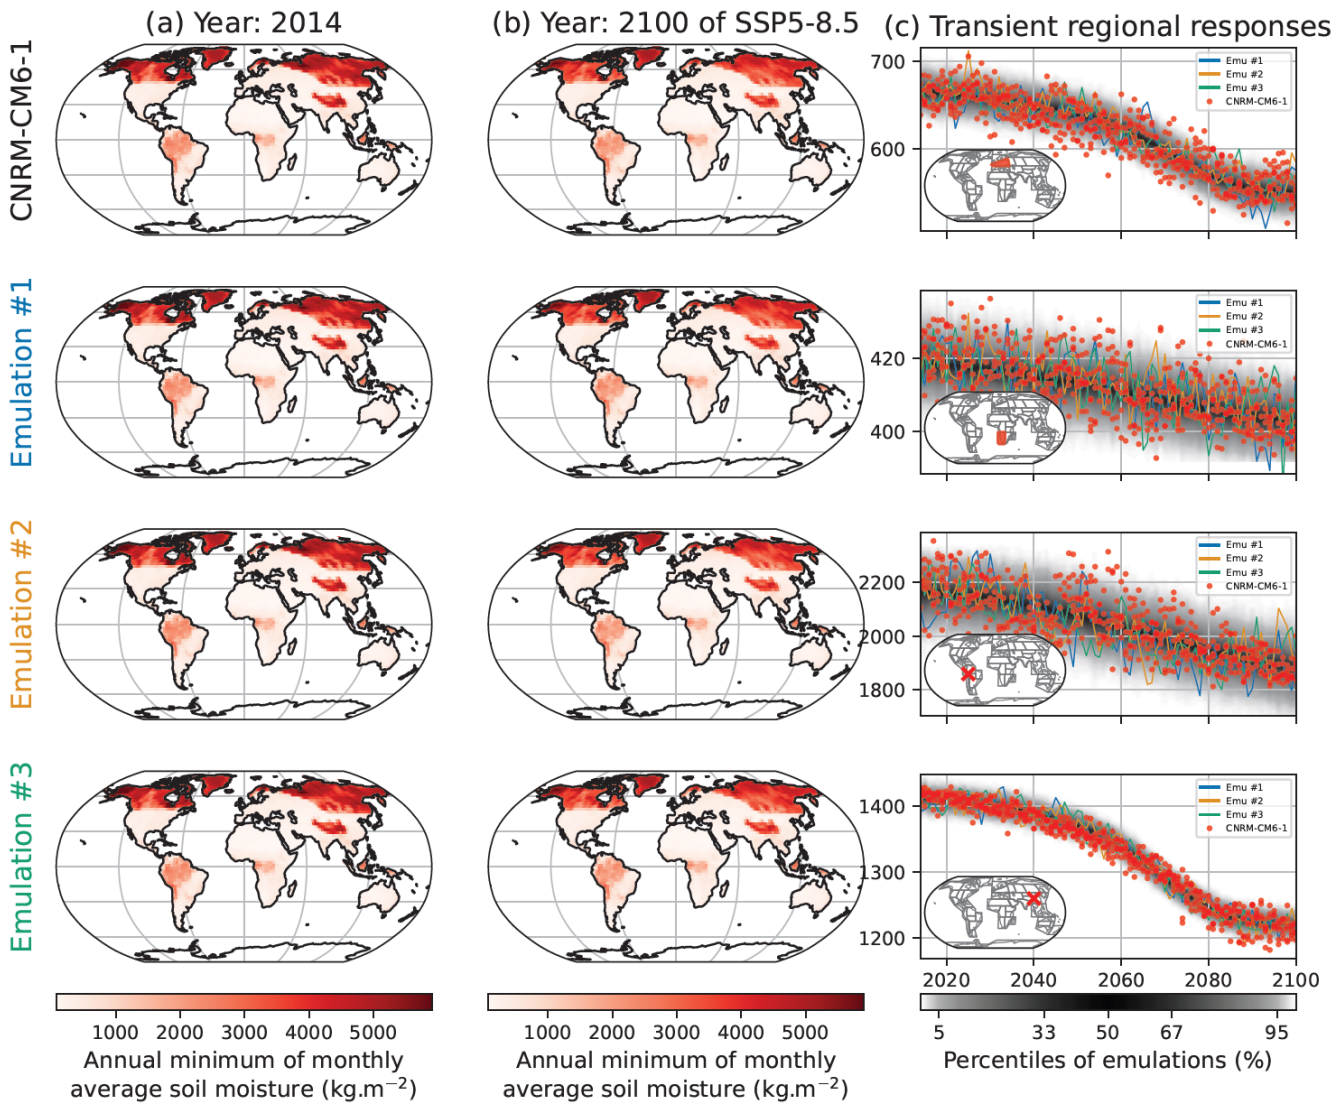 (a) Year: 2014
(b) Year: 2100 of SSP5-8.5
(c) Transient regional responses
CNRM-CM6-1
Emulation #1
Emulation #2
Emulation #3
700
600
Emu #1
Emu #2
Emu #3
CNRM-CM6-1
420
400
Emu #1
Emu #2
Emu #3
CNRM-CM6-1
2200
2000
1800
Emu #1
Emu #2
Emu #3
CNRM-CM6-1
1400
1300
1200
Emu #1
Emu #2
Emu #3
CNRM-CM6-1
2020 2040 2060 2080 2100
1000 2000 3000 4000 5000
Annual minimum of monthly
average soil moisture (kg.m⁻²)
1000 2000 3000 4000 5000
Annual minimum of monthly
average soil moisture (kg.m⁻²)
5 33 50 67 95
Percentiles of emulations (%)